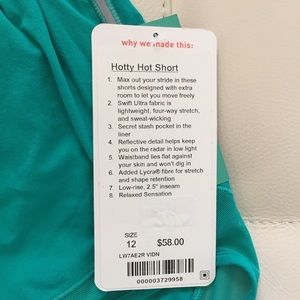 why we made this:
Hotty Hot Short
1. Max out your stride in these
shorts designed with extra
room to let you move freely
2. Swift Ultra fabric is
lightweight, four-way stretch,
and sweat-wicking
3. Secret stash pocket in the
liner
4. Reflective detail helps keep
you on the radar in low light
5. Waistband lies flat against
your skin and won't dig in
6. Added Lycra® fibre for stretch
and shape retention
7. Low-rise, 2.5" inseam
8. Relaxed Sensation
SIZE
12 $58.00
LW7AE2R VIDN
000003729958